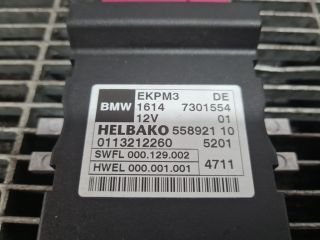 BMW EKPM3 DE
1614 7301554
12V 01
HELBAKO 558921 10
0113212260 5201
SWFL 000.129.002
HWEL 000.001.001 4711